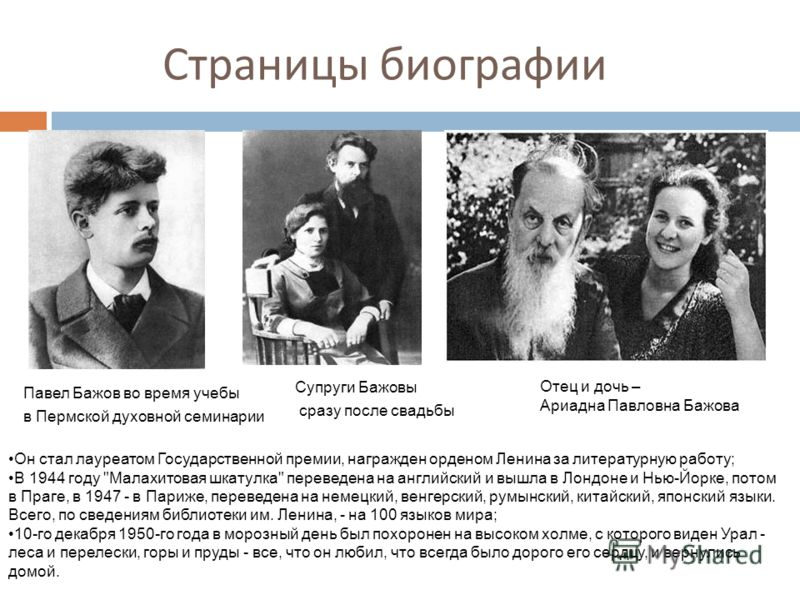 Страницы биографии
Павел Бажов во время учебы
в Пермской духовной семинарии
Супруги Бажовы
сразу после свадьбы
Отец и дочь –
Ариадна Павловна Бажова
•Он стал лауреатом Государственной премии, награжден орденом Ленина за литературную работу;
•В 1944 году "Малахитовая шкатулка" переведена на английский и вышла в Лондоне и Нью-Йорке, потом
в Праге, в 1947 - в Париже, переведена на немецкий, венгерский, румынский, китайский, японский языки.
Всего, по сведениям библиотеки им. Ленина, - на 100 языков мира;
•10-го декабря 1950-го года в морозный день был похоронен на высоком холме, с которого виден Урал -
леса и перелески, горы и пруды - все, что он любил, что всегда было дорого его сердцу, и вернулись
домой.
MyShared